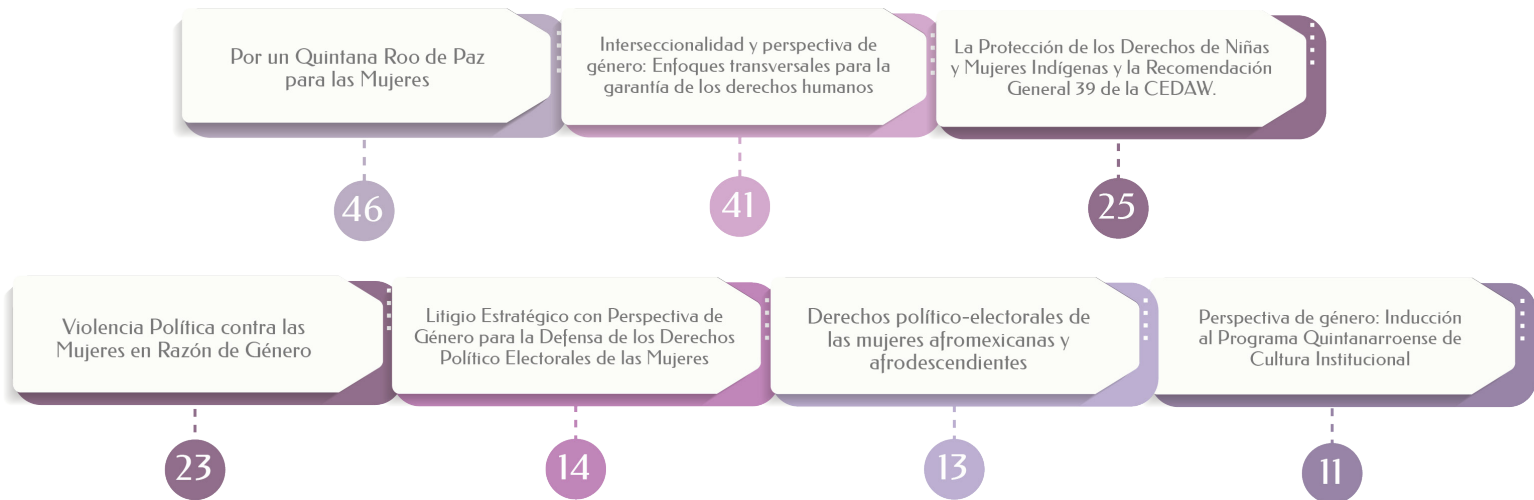 Por un Quintana Roo de Paz
para las Mujeres
46
Interseccionalidad y perspectiva de
género: Enfoques transversales para la
garantía de los derechos humanos
41
La Protección de los Derechos de Niñas
y Mujeres Indígenas y la Recomendación
General 39 de la CEDAW.
25
Violencia Política contra las
Mujeres en Razón de Género
23
Litigio Estratégico con Perspectiva de
Género para la Defensa de los Derechos
Político Electorales de las Mujeres
14
Derechos político-electorales de
las mujeres afromexicanas y
afrodescendientes
13
Perspectiva de género: Inducción
al Programa Quintanarroense de
Cultura Institucional
11